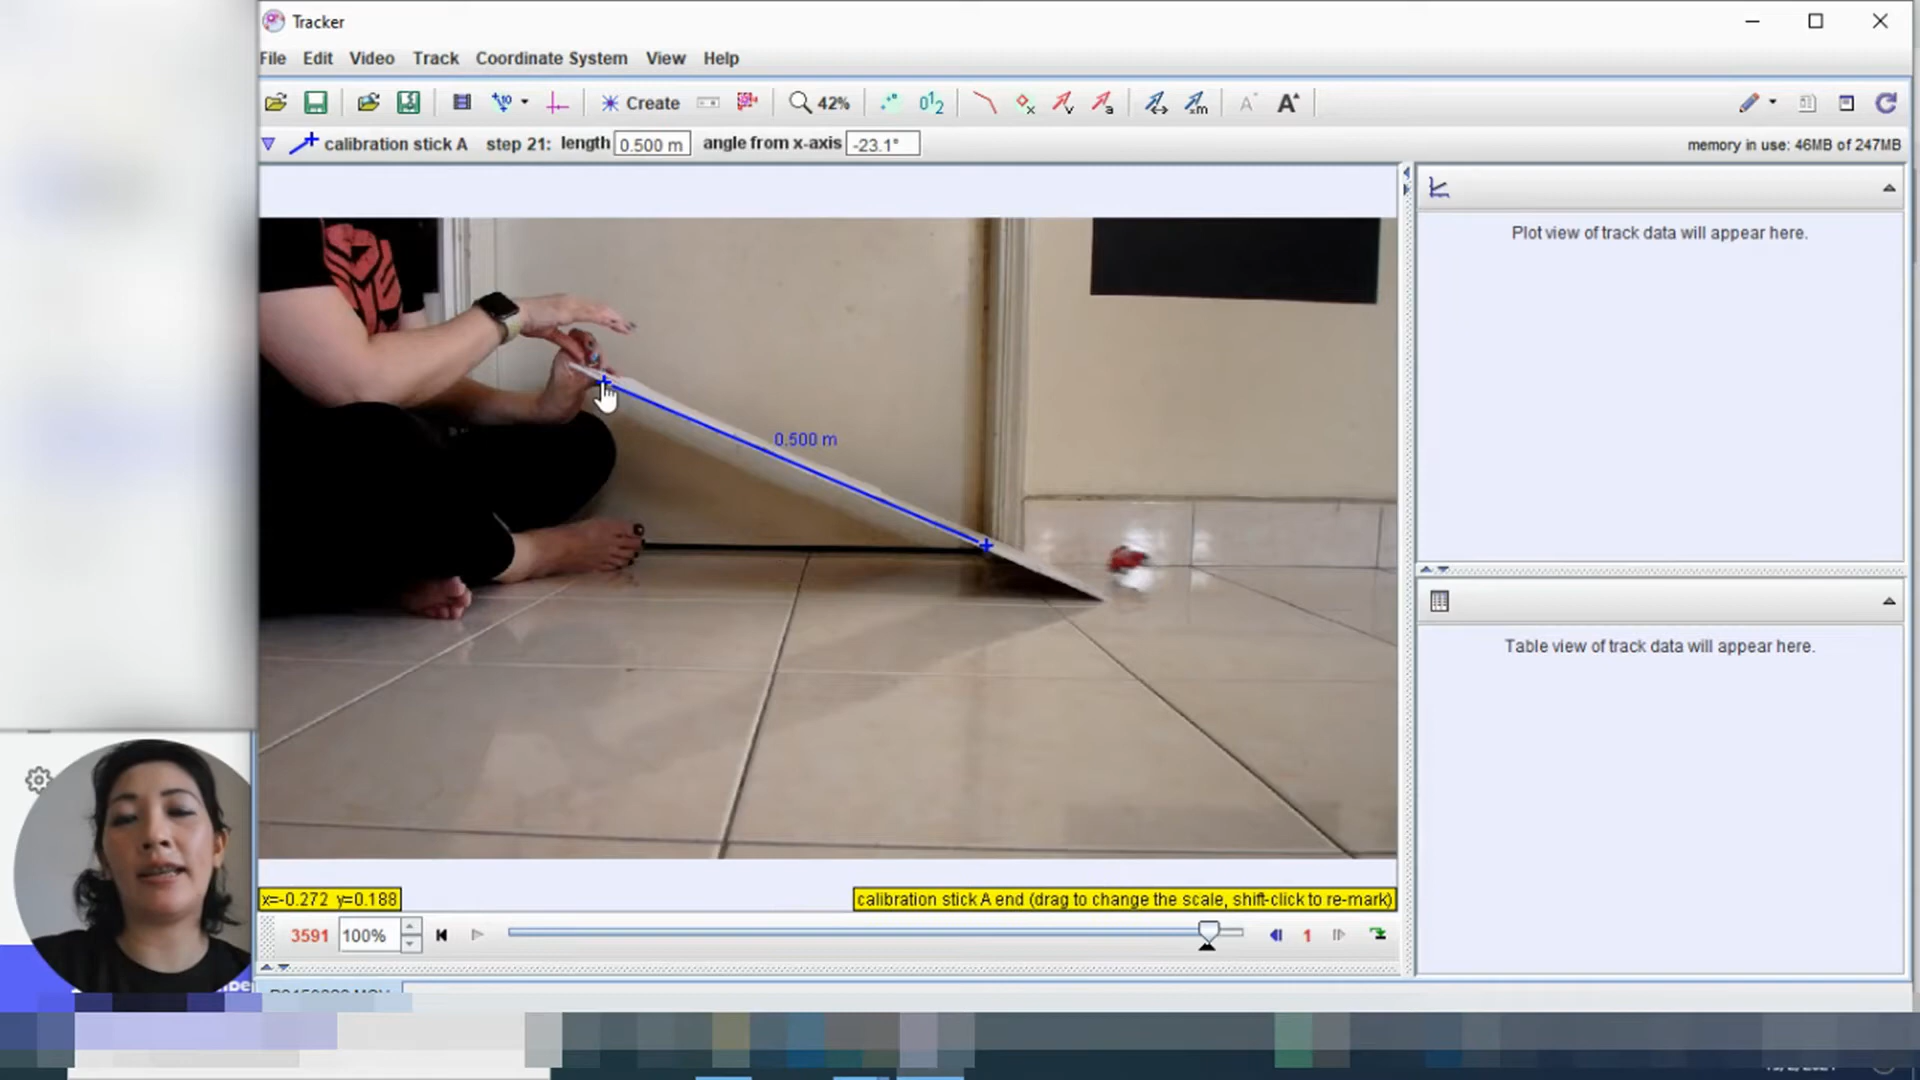 Tracker
File Edit Video Track Coordinate System View Help
Create 42%
calibration stick A step 21: length 0.500 m angle from x-axis -23.1°
memory in use: 46MB of 247MB
Plot view of track data will appear here.
0.500 m
Table view of track data will appear here.
x=-0.272 y=0.188
calibration stick A end (drag to change the scale, shift-click to re-mark)
3591 100% 1